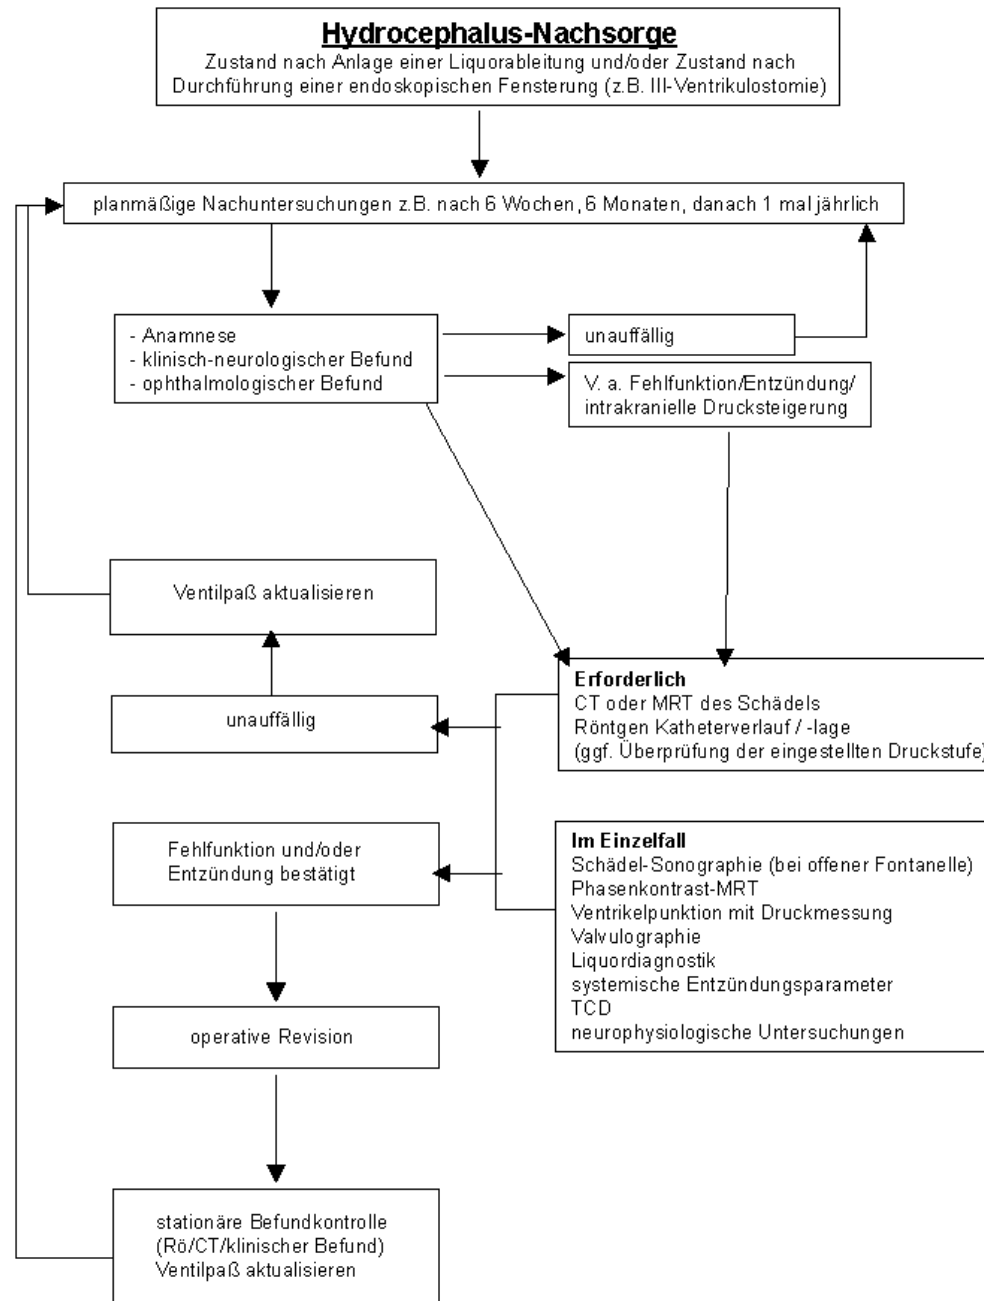 Hydrocephalus-Nachsorge
Zustand nach Anlage einer Liquorableitung und/oder Zustand nach
Durchführung einer endoskopischen Fensterung (z.B. III-Ventrikulostomie)
planmäßige Nachuntersuchungen z.B. nach 6 Wochen, 6 Monaten, danach 1 mal jährlich
- Anamnese
- klinisch-neurologischer Befund
- ophthalmologischer Befund
unauffällig
V. a. Fehlfunktion/Entzündung/
intrakranielle Drucksteigerung
Ventilpaß aktualisieren
unauffällig
Erforderlich
CT oder MRT des Schädels
Röntgen Katheterverlauf / -lage
(ggf. Überprüfung der eingestellten Druckstufe)
Fehlfunktion und/oder
Entzündung bestätigt
Im Einzelfall
Schädel-Sonographie (bei offener Fontanelle)
Phasenkontrast-MRT
Ventrikelpunktion mit Druckmessung
Valvulographie
Liquordiagnostik
systemische Entzündungsparameter
TCD
neurophysiologische Untersuchungen
operative Revision
stationäre Befundkontrolle
(Rö/CT/klinischer Befund)
Ventilpaß aktualisieren